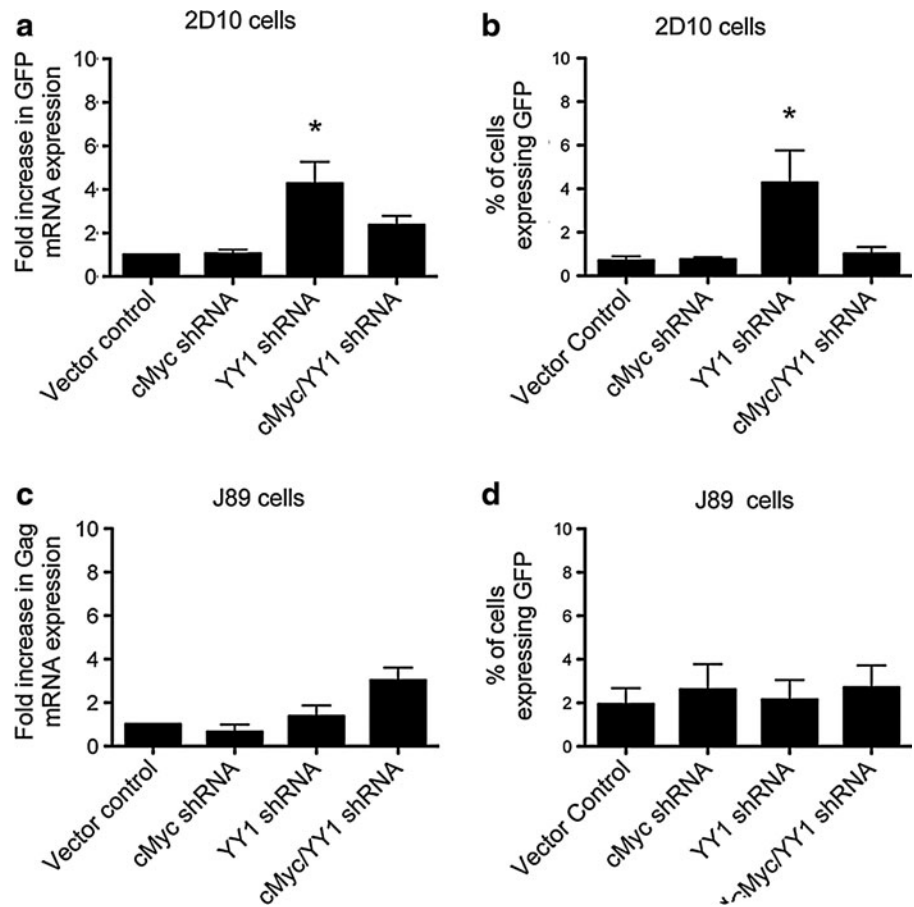 a
2D10 cells
Fold increase in GFP
mRNA expression
10
8
6
4
2
0
*
Vector control
cMyc shRNA
YY1 shRNA
cMyc/YY1 shRNA
b
2D10 cells
% of cells
expressing GFP
10
8
6
4
2
0
*
Vector Control
cMyc shRNA
YY1 shRNA
cMyc/YY1 shRNA
c
J89 cells
Fold increase in Gag
mRNA expression
10
8
6
4
2
0
Vector control
cMyc shRNA
YY1 shRNA
cMyc/YY1 shRNA
d
J89 cells
% of cells
expressing GFP
10
8
6
4
2
0
Vector Control
cMyc shRNA
YY1 shRNA
cMyc/YY1 shRNA